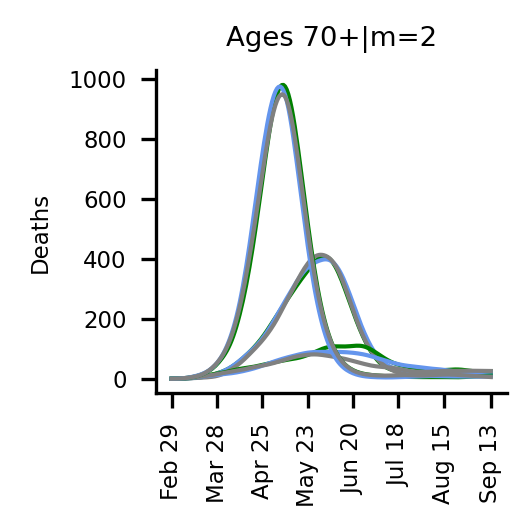 Ages 70+|m=2
Deaths
1000
800
600
400
200
0
Feb 29
Mar 28
Apr 25
May 23
Jun 20
Jul 18
Aug 15
Sep 13